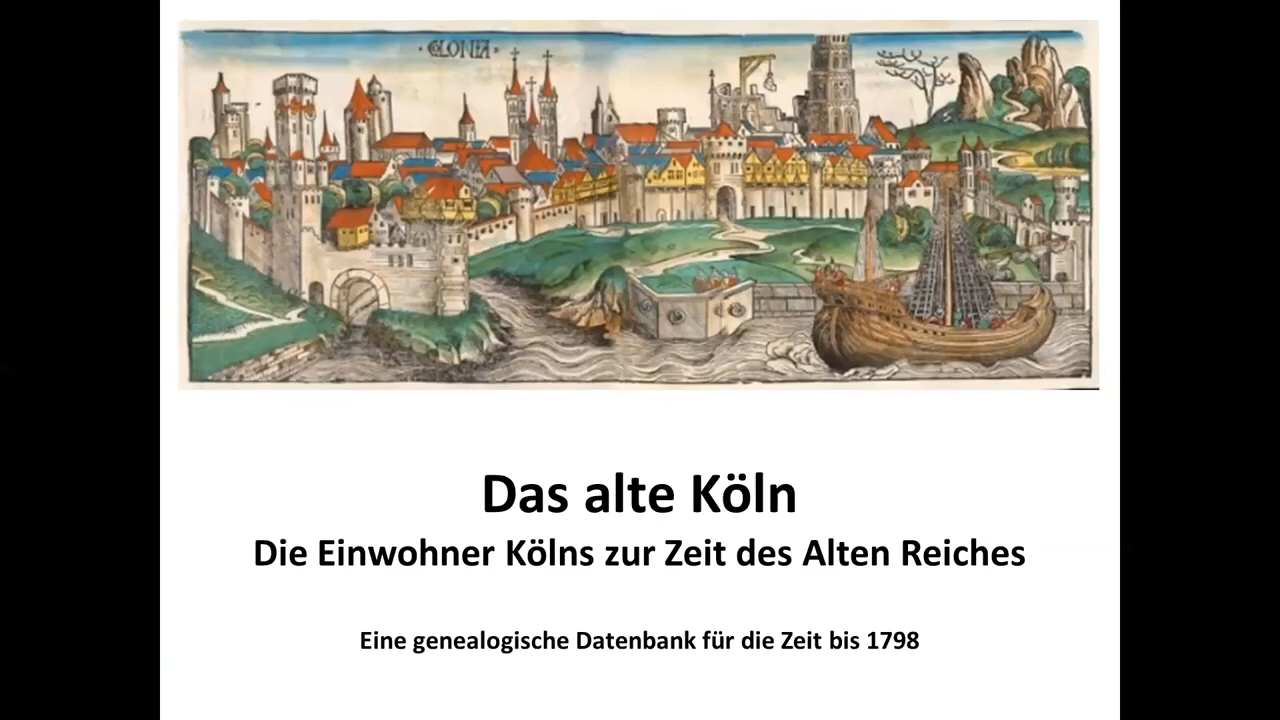 · COLONIA ·
Das alte Köln
Die Einwohner Kölns zur Zeit des Alten Reiches
Eine genealogische Datenbank für die Zeit bis 1798